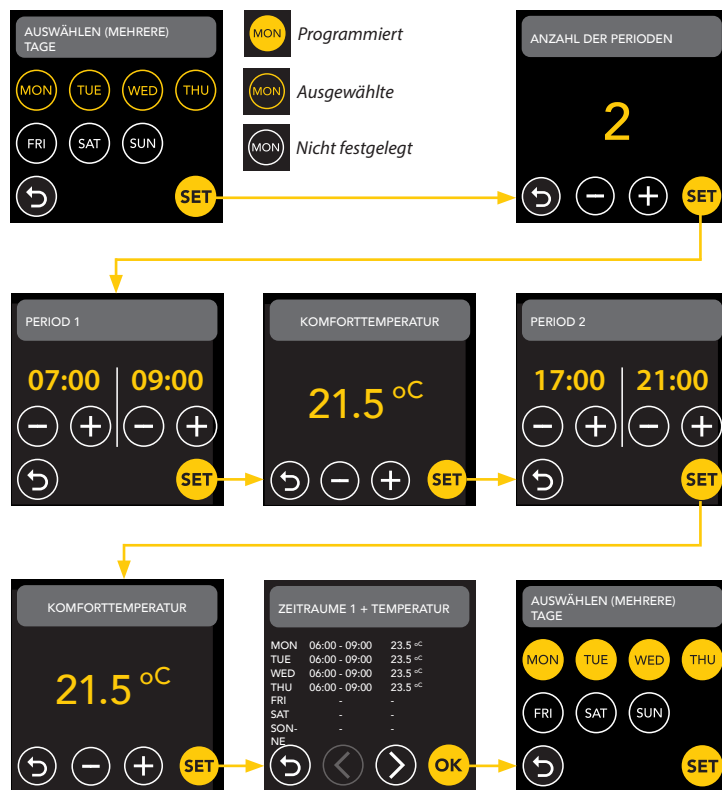 AUSWÄHLEN (MEHRERE)
TAGE
MON TUE WED THU
FRI SAT SUN
SET
MON Programmiert
MON Ausgewählte
MON Nicht festgelegt
ANZAHL DER PERIODEN
2
SET
PERIOD 1
07:00 09:00
SET
KOMFORTTEMPERATUR
21.5 °C
SET
PERIOD 2
17:00 21:00
SET
KOMFORTTEMPERATUR
21.5 °C
SET
ZEITRAUME 1 + TEMPERATUR
MON 06:00 - 09:00 23.5 °C
TUE 06:00 - 09:00 23.5 °C
WED 06:00 - 09:00 23.5 °C
THU 06:00 - 09:00 23.5 °C
FRI - -
SAT - -
SON- - -
NE
OK
AUSWÄHLEN (MEHRERE)
TAGE
MON TUE WED THU
FRI SAT SUN
SET